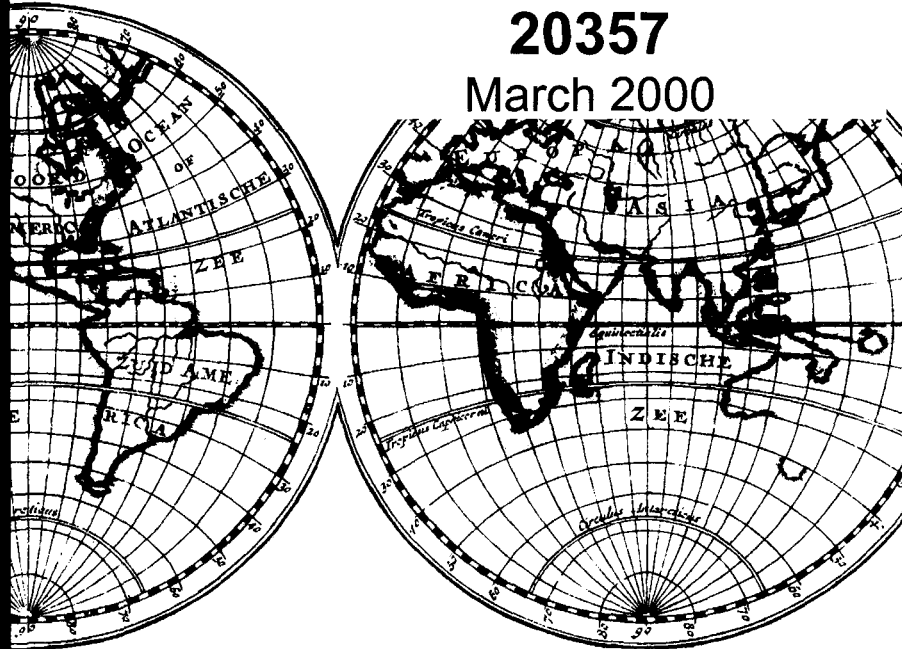 20357
March 2000
OCEAN
OF
ATLANTISCHE
ZEE
ZUID AME
RICA
EUROPA
ASIA
Tropicus Cancri
AFRICA
Equinoctialis
INDISCHE
ZEE
Tropicus Capricorni
Circulus Antarcticus